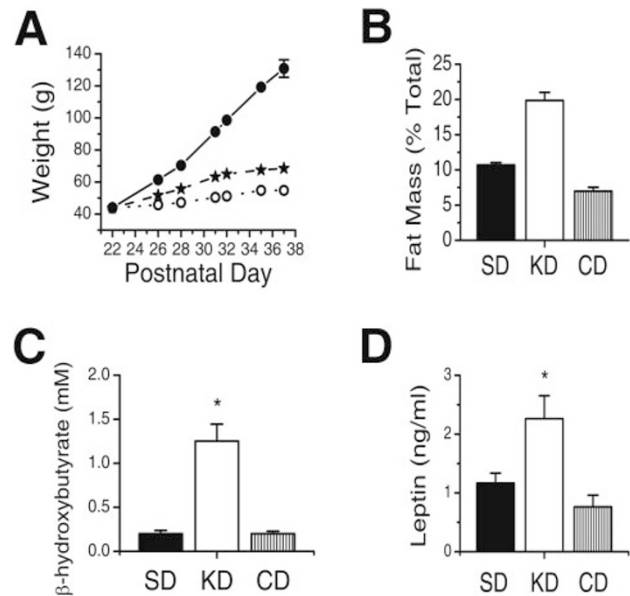 A
Weight (g)
140
120
100
80
60
40
22 24 26 28 30 32 34 36 38
Postnatal Day
B
Fat Mass (% Total)
25
20
15
10
5
0
SD KD CD
C
β-hydroxybutyrate (mM)
2.0
1.5
1.0
0.5
0.0
*
SD KD CD
D
Leptin (ng/ml)
3
2
1
0
*
SD KD CD